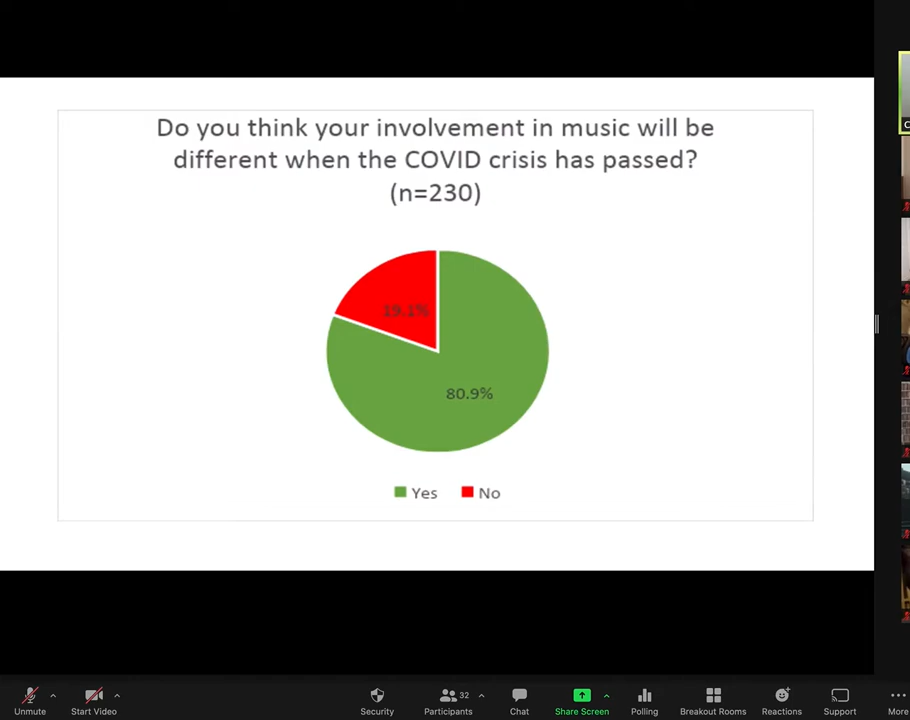 Do you think your involvement in music will be
different when the COVID crisis has passed?
(n=230)
19.1%
80.9%
Yes No
Unmute Start Video Security Participants 32 Chat Share Screen Polling Breakout Rooms Reactions Support More